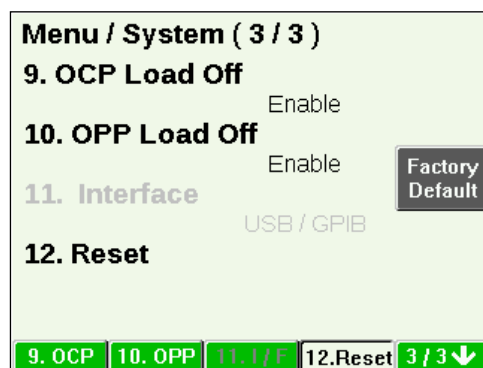 Menu / System ( 3 / 3 )
9. OCP Load Off
Enable
10. OPP Load Off
Enable
Factory
Default
11. Interface
USB / GPIB
12. Reset
9. OCP 10. OPP 11. I / F 12.Reset 3 / 3